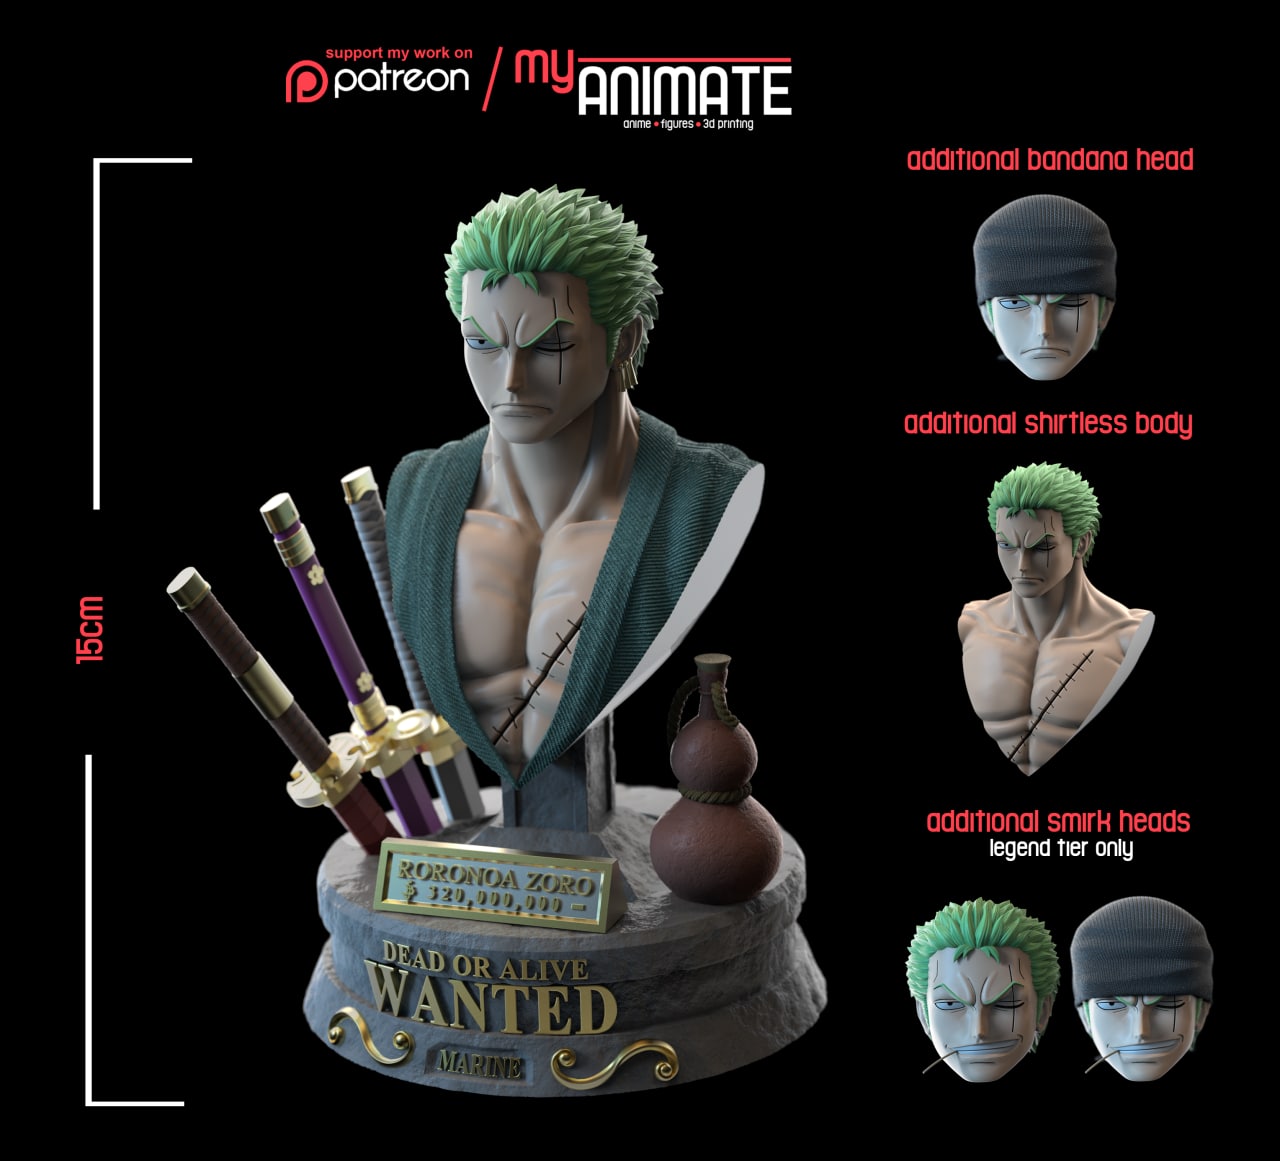 support my work on
patreon
my
ANIMATE
anime • figures • 3d printing
additional bandana head
additional shirtless body
15cm
additional smirk heads
legend tier only
RORONOA ZORO
$ 320,000,000 –
DEAD OR ALIVE
WANTED
MARINE